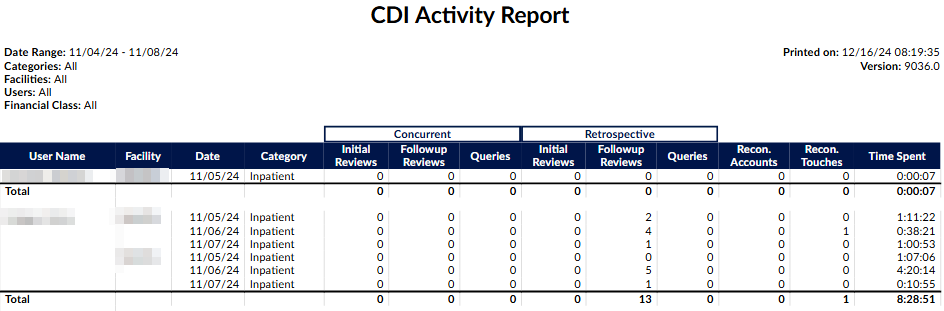 CDI Activity Report
Date Range: 11/04/24 - 11/08/24
Printed on: 12/16/24 08:19:35
Categories: All
Version: 9036.0
Facilities: All
Users: All
Financial Class: All
Concurrent Retrospective
User Name Facility Date Category Initial Reviews Followup Reviews Queries Initial Reviews Followup Reviews Queries Recon. Accounts Recon. Touches Time Spent
11/05/24 Inpatient 0 0 0 0 0 0 0 0 0:00:07
Total 0 0 0 0 0 0 0 0 0:00:07
11/05/24 Inpatient 0 0 0 0 2 0 0 0 1:11:22
11/06/24 Inpatient 0 0 0 0 4 0 0 1 0:38:21
11/07/24 Inpatient 0 0 0 0 1 0 0 0 1:00:53
11/05/24 Inpatient 0 0 0 0 0 0 0 0 1:07:06
11/06/24 Inpatient 0 0 0 0 5 0 0 0 4:20:14
11/07/24 Inpatient 0 0 0 0 1 0 0 0 0:10:55
Total 0 0 0 0 13 0 0 1 8:28:51